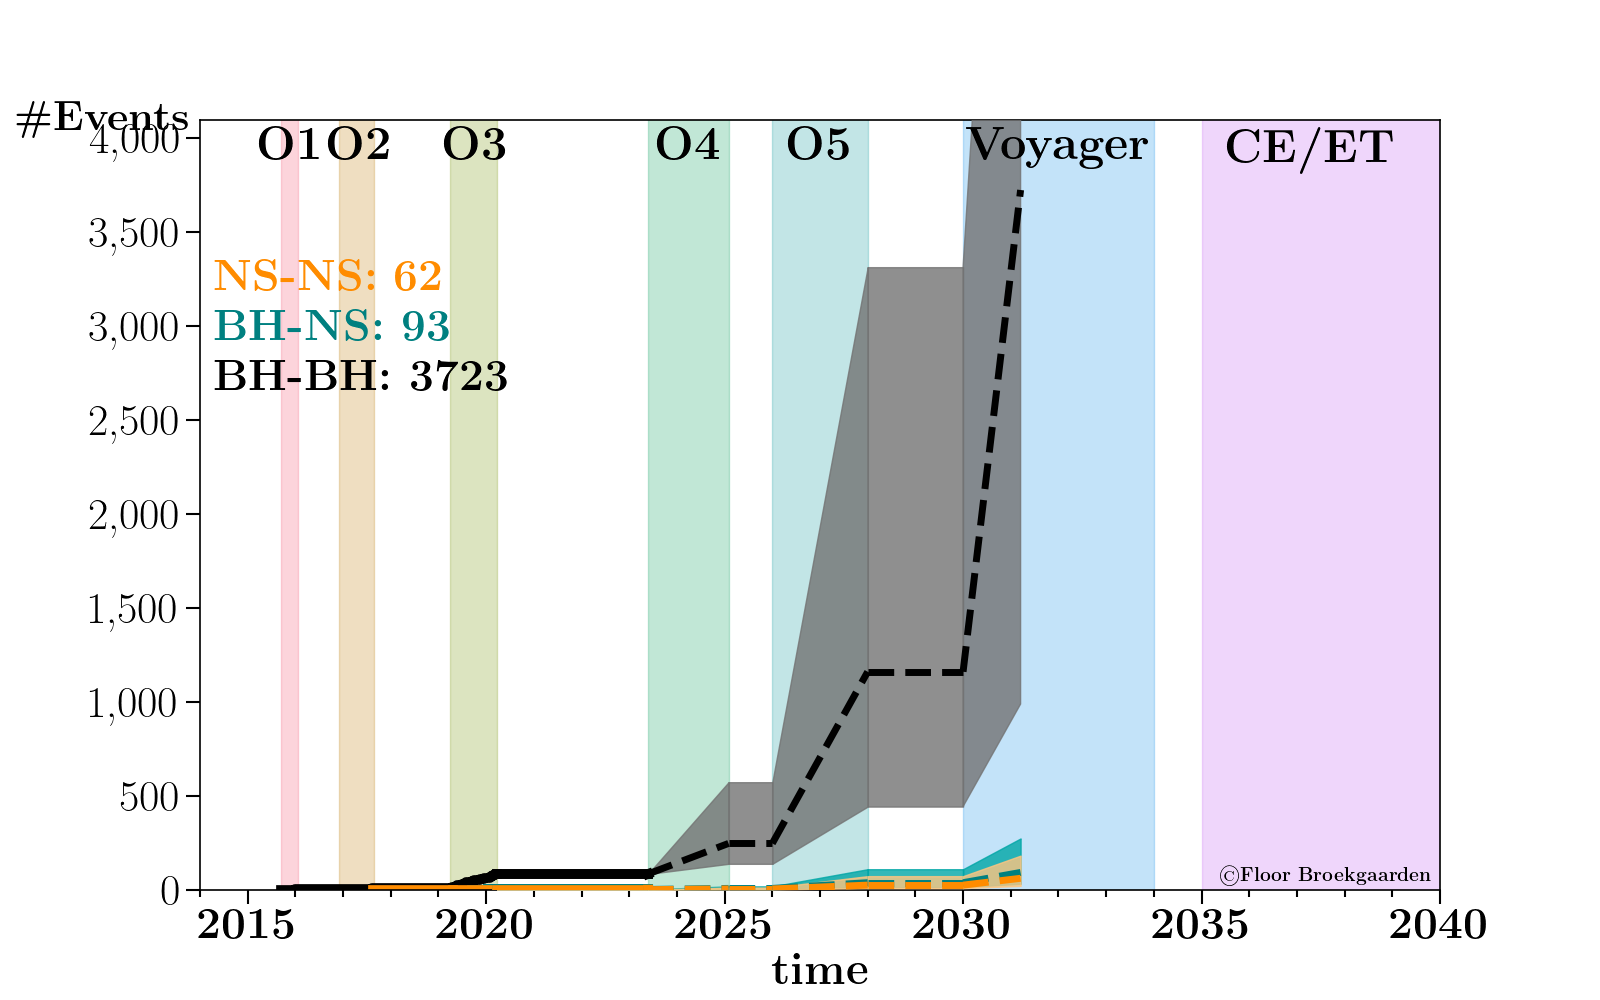 #Events
O1 O2 O3 O4 O5 Voyager CE/ET
4,000
3,500
NS-NS: 62
3,000
BH-NS: 93
BH-BH: 3723
2,500
2,000
1,500
1,000
500
0
©Floor Broekgaarden
2015 2020 2025 2030 2035 2040
time